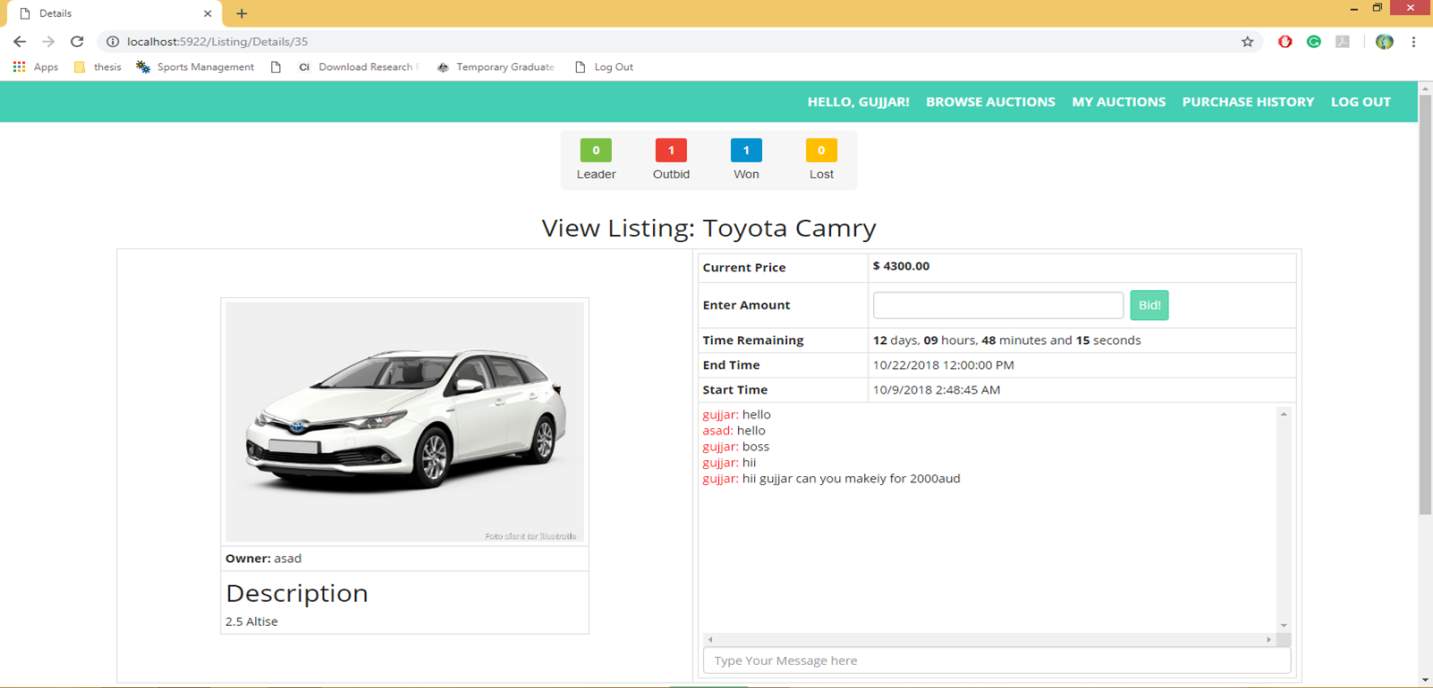 Details
localhost:5922/Listing/Details/35
Apps thesis Sports Management Ci Download Research Temporary Graduate Log Out
HELLO, GUJJAR! BROWSE AUCTIONS MY AUCTIONS PURCHASE HISTORY LOG OUT
0 1 1 0
Leader Outbid Won Lost
View Listing: Toyota Camry
Current Price $ 4300.00
Enter Amount Bid!
Time Remaining 12 days, 09 hours, 48 minutes and 15 seconds
End Time 10/22/2018 12:00:00 PM
Start Time 10/9/2018 2:48:45 AM
gujjar: hello
asad: hello
gujjar: boss
gujjar: hii
gujjar: hii gujjar can you makeiy for 2000aud
Type Your Message here
Owner: asad
Description
2.5 Altise